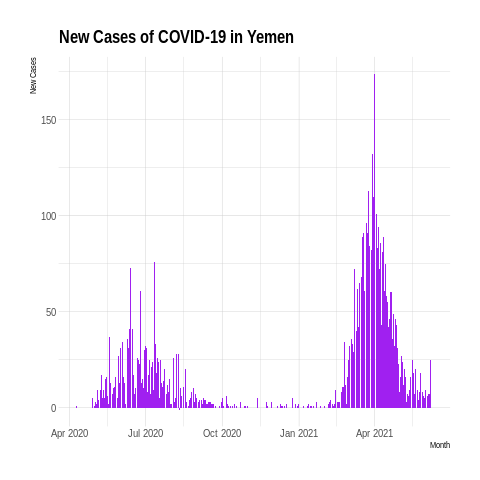 New Cases of COVID-19 in Yemen
New Cases
150
100
50
0
Apr 2020 Jul 2020 Oct 2020 Jan 2021 Apr 2021
Month